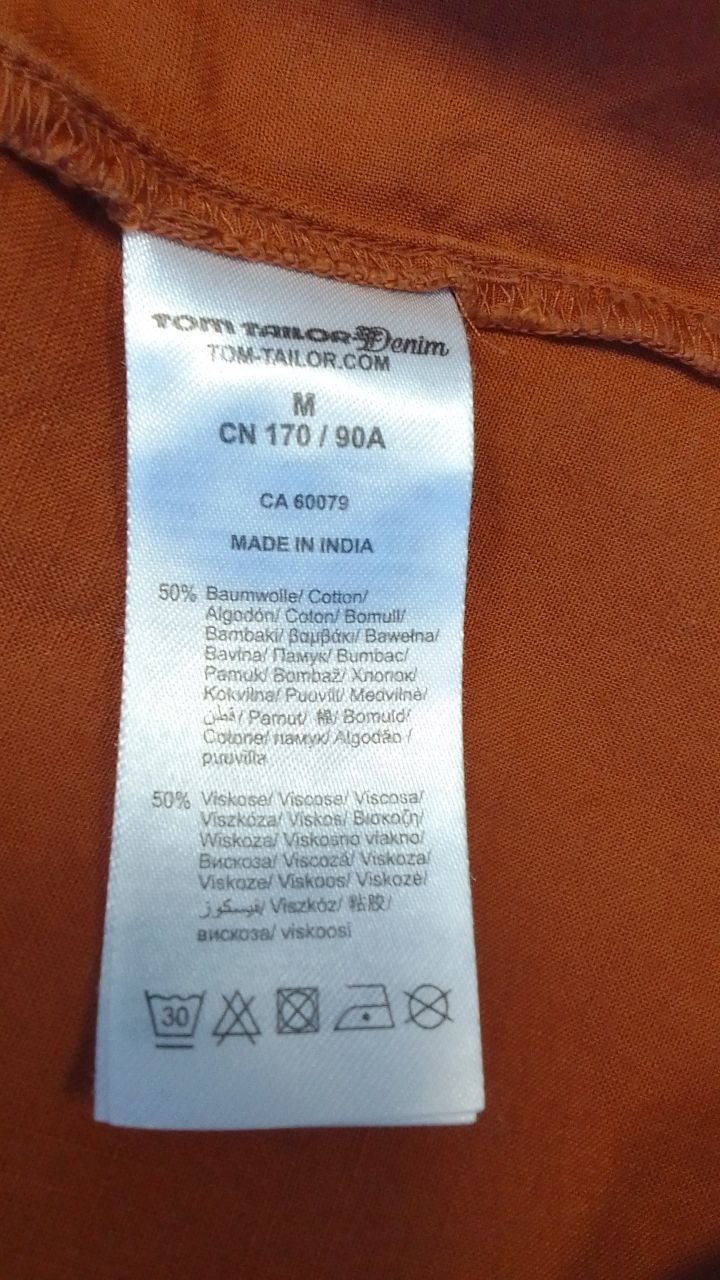 TOM TAILOR Denim
TOM-TAILOR.COM
M
CN 170 / 90A
CA 60079
MADE IN INDIA
50% Baumwolle/ Cotton/
Algodón/ Coton/ Bomull/
Bambaki/ βαμβάκι/ Bawełna/
Bavlna/ Памук/ Bumbac/
Pamuk/ Bombaž/ Хлопок/
Kokvilna/ Puuvill/ Medvilnė/
قطن/ Pamut/ 棉/ Bomuld/
Cotone/ памук/ Algodão /
puuvilla
50% Viskose/ Viscose/ Viscosa/
Viszkóza/ Viskos/ Βισκοζη/
Wiskoza/ Viskosno vlakno/
Вискоза/ Viscoză/ Viskoza/
Viskoze/ Viskoos/ Viskozė/
فيسكوز/ Viszkóz/ 粘胶/
вискоза/ viskoosi
30